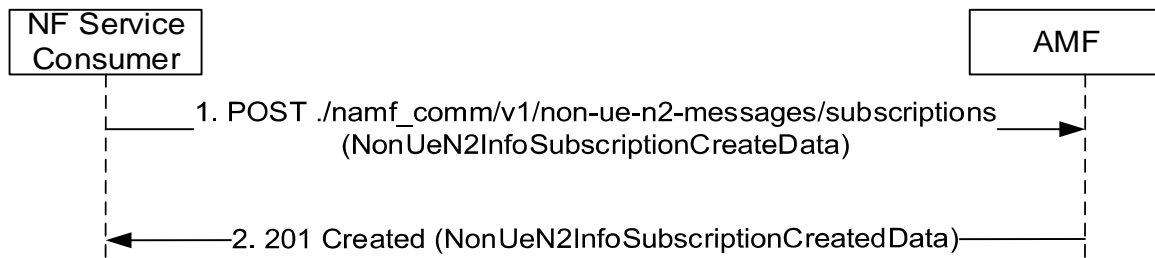 NF Service
Consumer
AMF
1. POST ./namf_comm/v1/non-ue-n2-messages/subscriptions
(NonUeN2InfoSubscriptionCreateData)
2. 201 Created (NonUeN2InfoSubscriptionCreatedData)